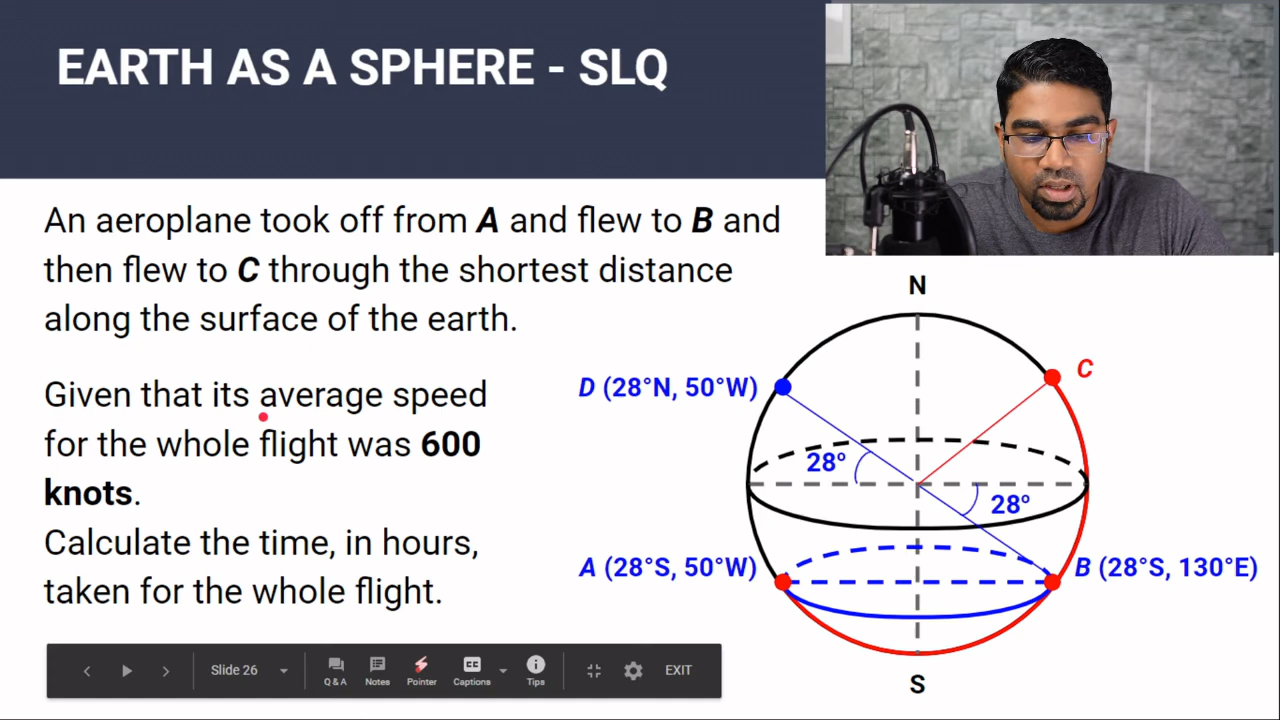 EARTH AS A SPHERE - SLQ
An aeroplane took off from A and flew to B and
then flew to C through the shortest distance
along the surface of the earth.
Given that its average speed
for the whole flight was 600
knots.
Calculate the time, in hours,
taken for the whole flight.
N
C
D (28°N, 50°W)
28°
28°
A (28°S, 50°W)
B (28°S, 130°E)
S
Slide 26
Q & A
Notes
Pointer
CC
Captions
Tips
EXIT